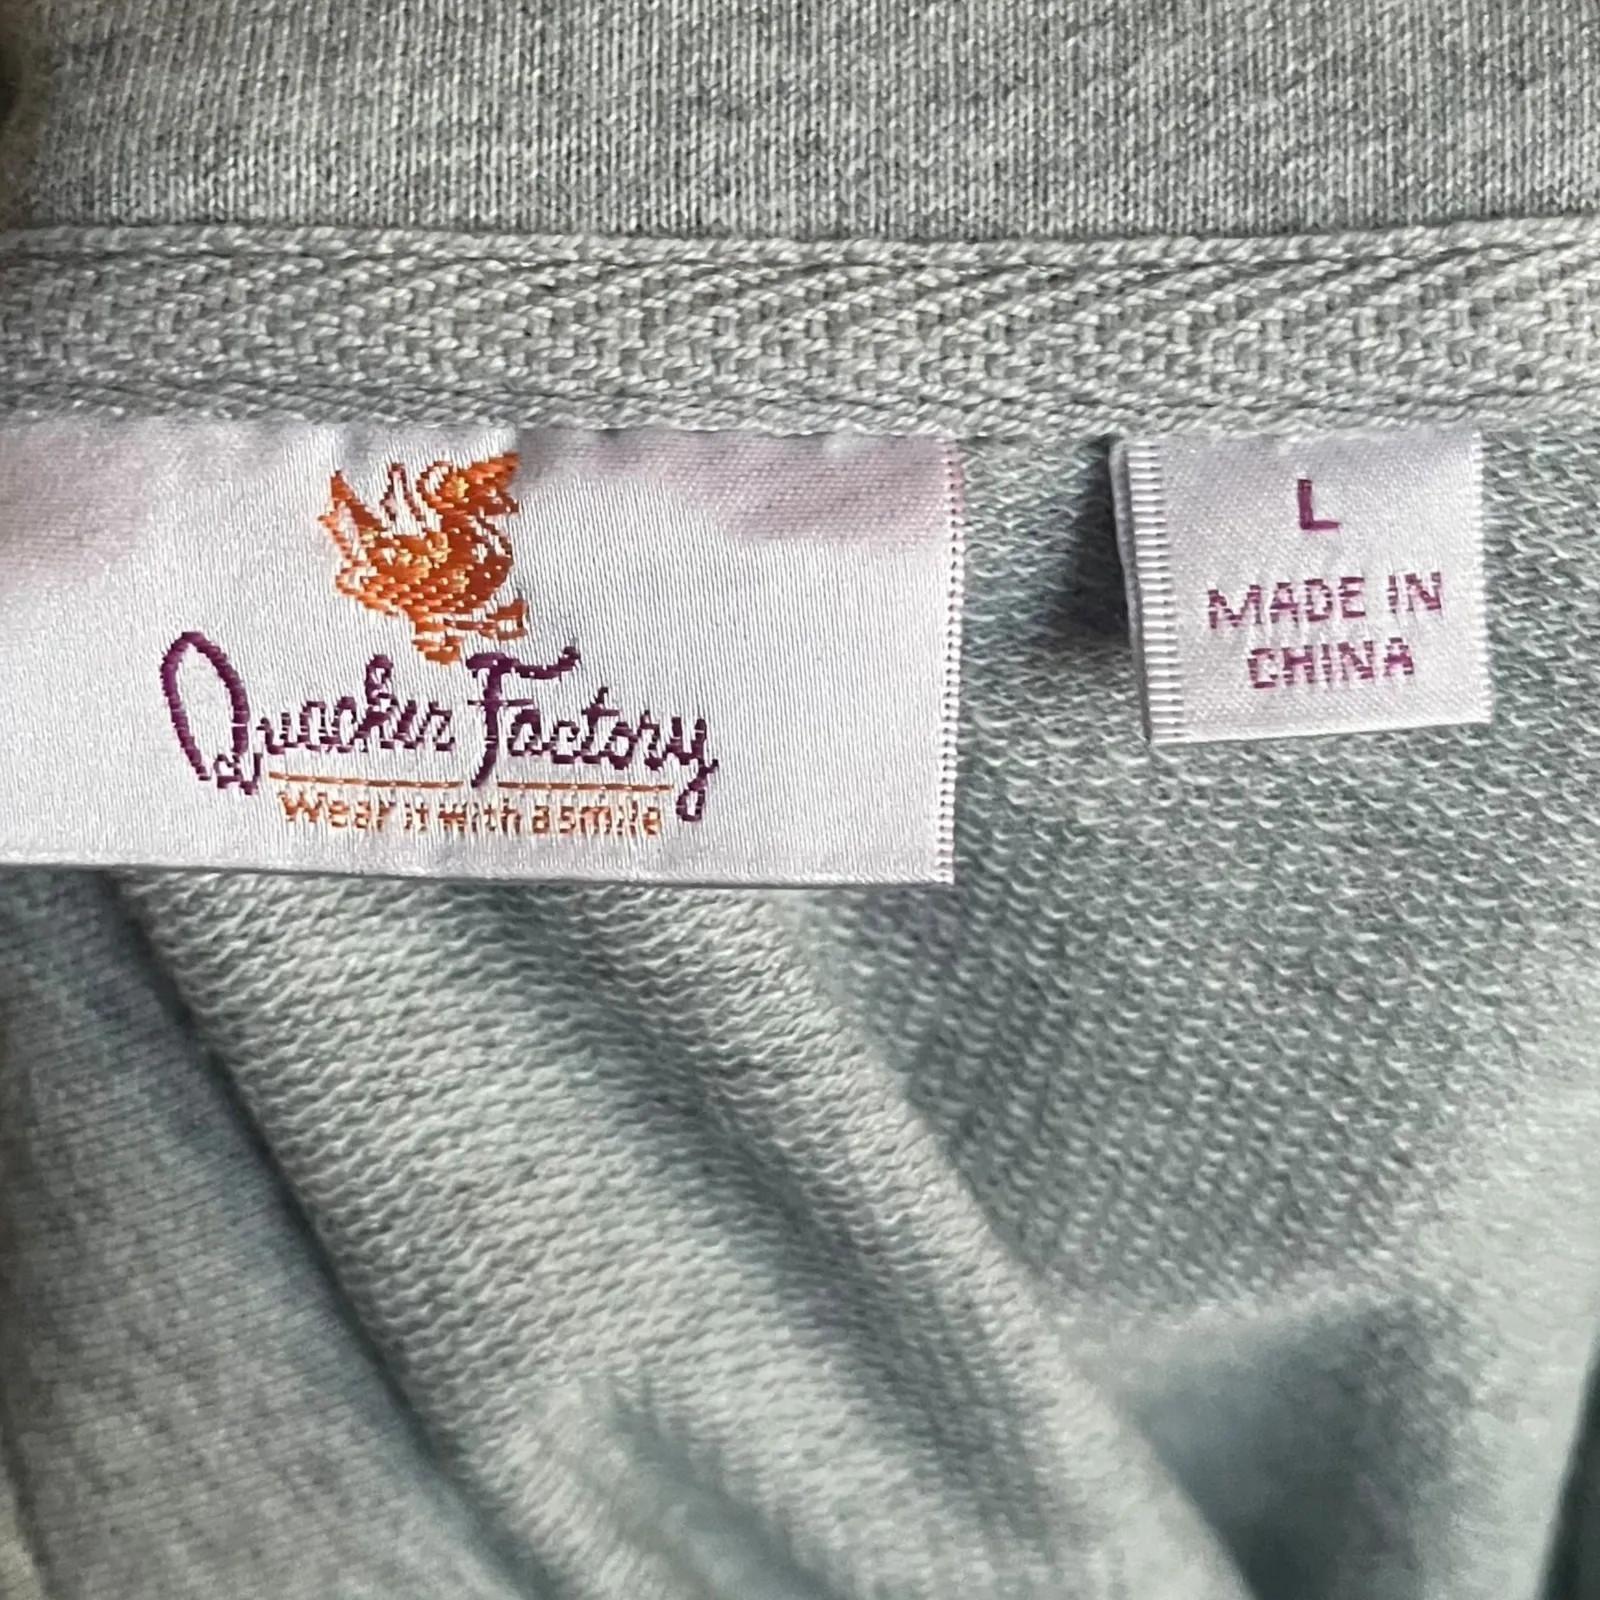 Quacker Factory
Wear it with a smile
L
MADE IN
CHINA